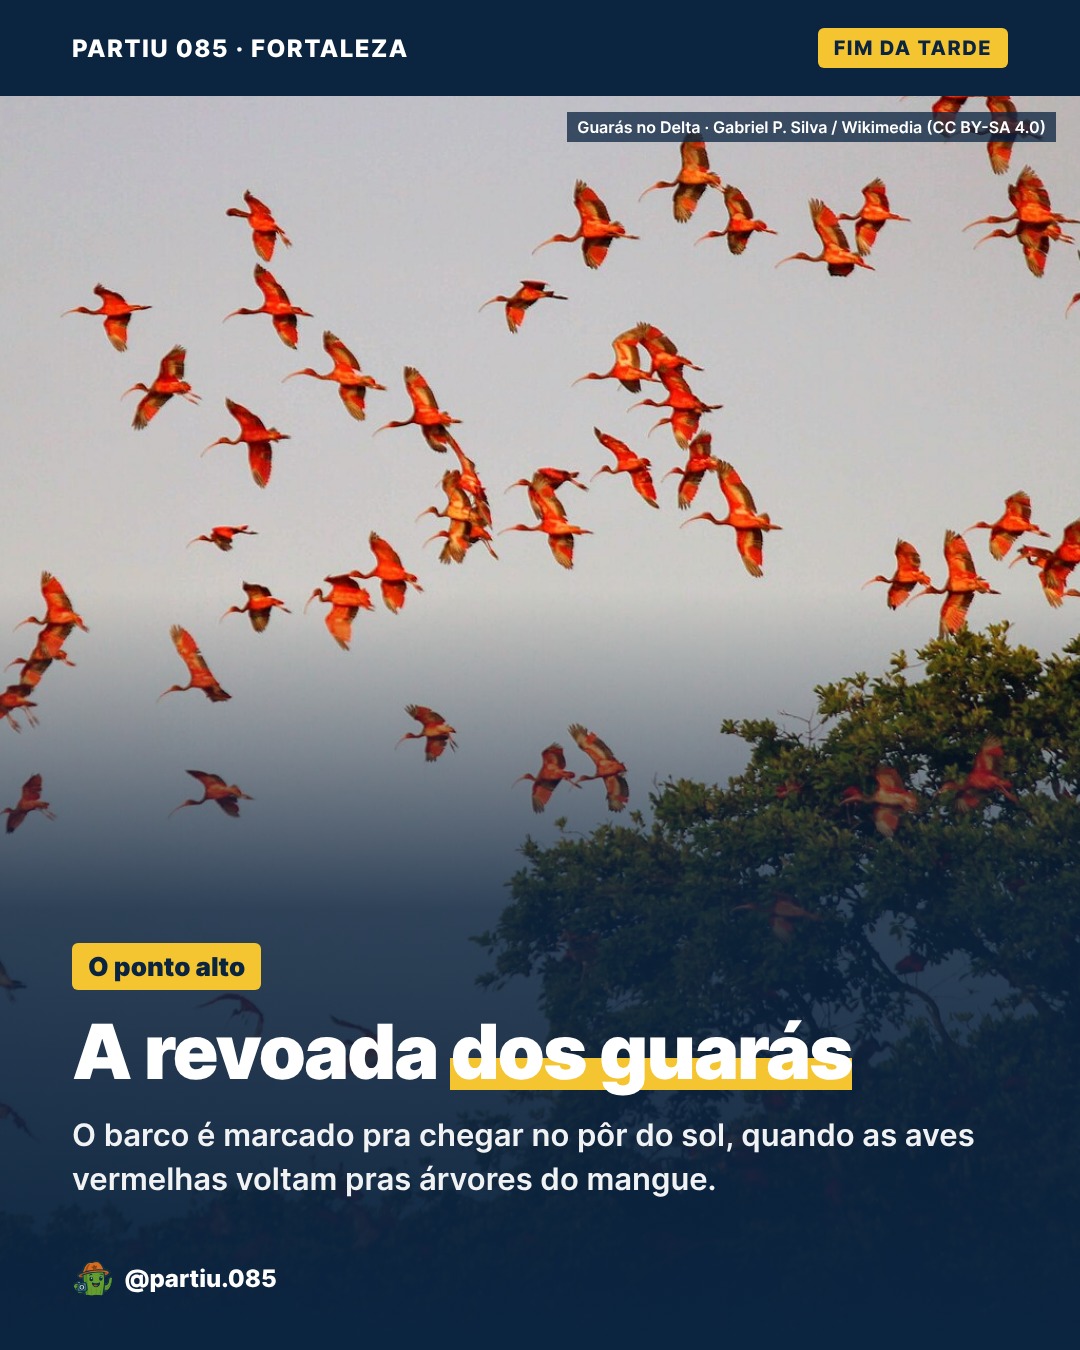 PARTIU 085 · FORTALEZA
FIM DA TARDE
Guarás no Delta · Gabriel P. Silva / Wikimedia (CC BY-SA 4.0)
O ponto alto
A revoada dos guarás
O barco é marcado pra chegar no pôr do sol, quando as aves
vermelhas voltam pras árvores do mangue.
@partiu.085